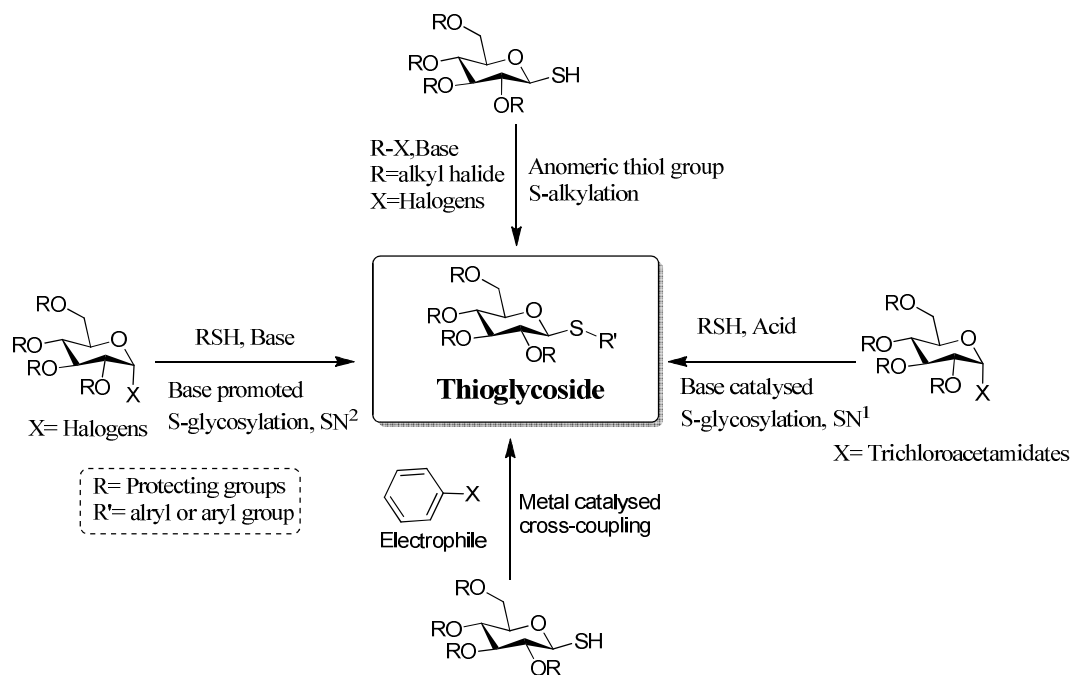 RO
RO
RO
O
SH
OR
R-X,Base
R=alkyl halide
X=Halogens
Anomeric thiol group
S-alkylation
RO
RO
RO
O
S
R'
OR
Thioglycoside
RO
RO
RO
O
RO
X
X= Halogens
RSH, Base
Base promoted
S-glycosylation, SN²
RSH, Acid
Base catalysed
S-glycosylation, SN¹
RO
RO
RO
O
RO
X
X= Trichloroacetamidates
R= Protecting groups
R'= alryl or aryl group
X
Electrophile
Metal catalysed
cross-coupling
RO
RO
RO
O
SH
OR